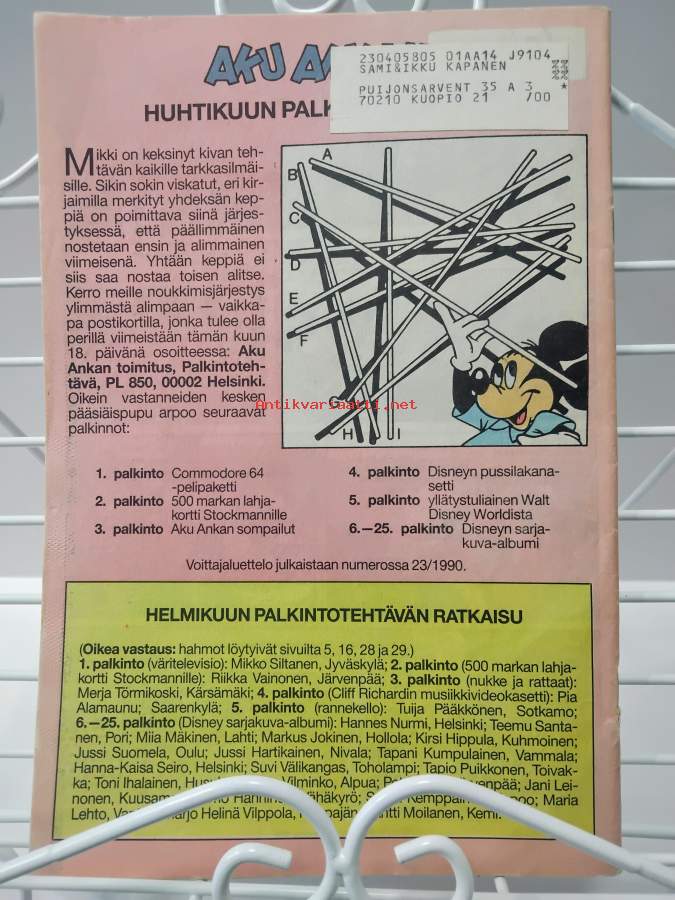 AKU
230405805 01AA14 J9104
SAMI&IKKU KAPANEN
PUIJONSARVENT 35 A 3 *
70210 KUOPIO 21 /00
HUHTIKUUN
Mikki on keksinyt kivan teh-
tävän kaikille tarkkasilmäi-
sille. Sikin sokin viskatut, eri kir-
jaimilla merkityt yhdeksän kep-
piä on poimittava siinä järjes-
tyksessä, että päällimmäinen
nostetaan ensin ja alimmainen
viimeisenä. Yhtään keppiä ei
siis saa nostaa toisen alitse.
Kerro meille noukkimisjärjestys
ylimmästä alimpaan — vaikka-
pa postikortilla, jonka tulee olla
perillä viimeistään tämän kuun
18. päivänä osoitteessa: Aku
Ankan toimitus, Palkintoteh-
tävä, PL 850, 00002 Helsinki.
Oikein vastanneiden kesken
pääsiäispupu arpoo seuraavat
palkinnot:
A
B
C
D
E
F
G
H I
Antikvariaatti.net
1. palkinto Commodore 64
-pelipaketti
2. palkinto 500 markan lahja-
kortti Stockmannille
3. palkinto Aku Ankan sompailut
4. palkinto Disneyn pussilakana-
setti
5. palkinto yllätystuliainen Walt
Disney Worldista
6.—25. palkinto Disneyn sarja-
kuva-albumi
Voittajaluettelo julkaistaan numerossa 23/1990.
HELMIKUUN PALKINTOTEHTÄVÄN RATKAISU
(Oikea vastaus: hahmot löytyivät sivuilta 5, 16, 28 ja 29.)
1. palkinto (väritelevisio): Mikko Siltanen, Jyväskylä; 2. palkinto (500 markan lahja-
kortti Stockmannille): Riikka Vainonen, Järvenpää; 3. palkinto (nukke ja rattaat):
Merja Törmikoski, Kärsämäki; 4. palkinto (Cliff Richardin musiikkivideokasetti): Pia
Alamaunu; Saarenkylä; 5. palkinto (rannekello): Tuija Pääkkönen, Sotkamo;
6.—25. palkinto (Disney sarjakuva-albumi): Hannes Nurmi, Helsinki; Teemu Santa-
nen, Pori; Miia Mäkinen, Lahti; Markus Jokinen, Hollola; Kirsi Hippula, Kuhmoinen;
Jussi Suomela, Oulu; Jussi Hartikainen, Nivala; Tapani Kumpulainen, Vammala;
Hanna-Kaisa Seiro, Helsinki; Suvi Välikangas, Toholampi; Tapio Puikkonen, Toivak-
ka; Toni Ihalainen, Vilminko, Alpua; Jani Lei-
nonen, Maria
Lehto, Helinä Vilppola, Moilanen, Kemi.